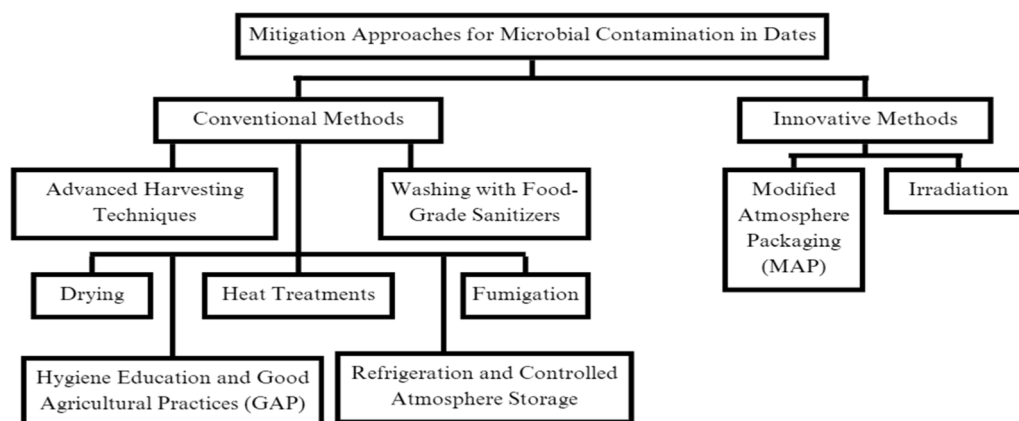 Mitigation Approaches for Microbial Contamination in Dates
Conventional Methods
Innovative Methods
Advanced Harvesting
Techniques
Washing with Food-
Grade Sanitizers
Modified
Atmosphere
Packaging
(MAP)
Irradiation
Drying
Heat Treatments
Fumigation
Hygiene Education and Good
Agricultural Practices (GAP)
Refrigeration and Controlled
Atmosphere Storage